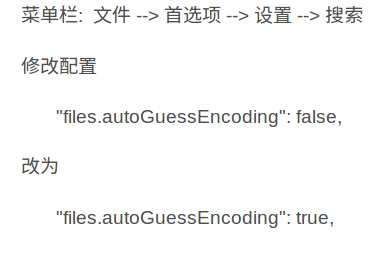 菜单栏:  文件 --> 首选项 --> 设置 --> 搜索
修改配置
"files.autoGuessEncoding": false,
改为
"files.autoGuessEncoding": true,